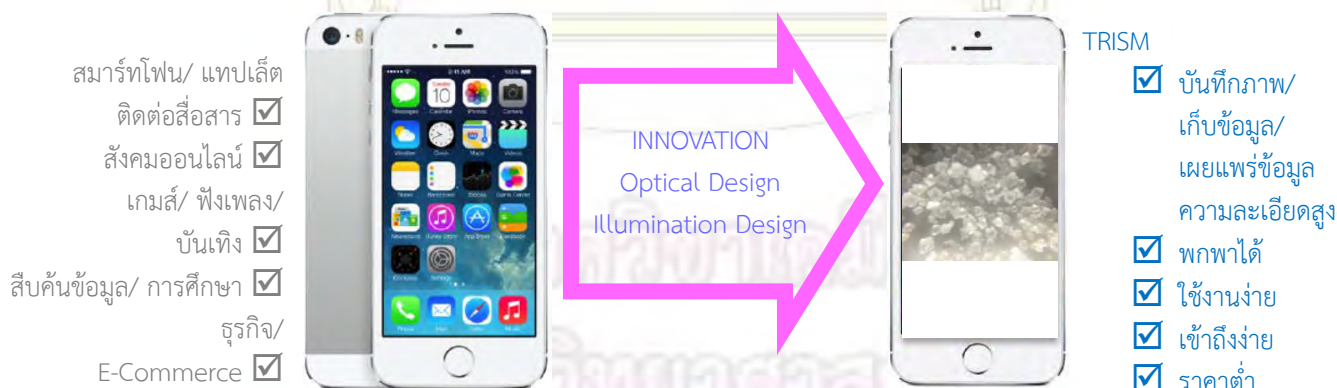 สมาร์ทโฟน/ แทปเล็ต
ติดต่อสื่อสาร ☑
สังคมออนไลน์ ☑
เกมส์/ ฟังเพลง/
บันเทิง ☑
สืบค้นข้อมูล/ การศึกษา ☑
ธุรกิจ/
E-Commerce ☑
INNOVATION
Optical Design
Illumination Design
TRISM
☑ บันทึกภาพ/
เก็บข้อมูล/
เผยแพร่ข้อมูล
ความละเอียดสูง
☑ พกพาได้
☑ ใช้งานง่าย
☑ เข้าถึงง่าย
☑ ราคาต่ำ